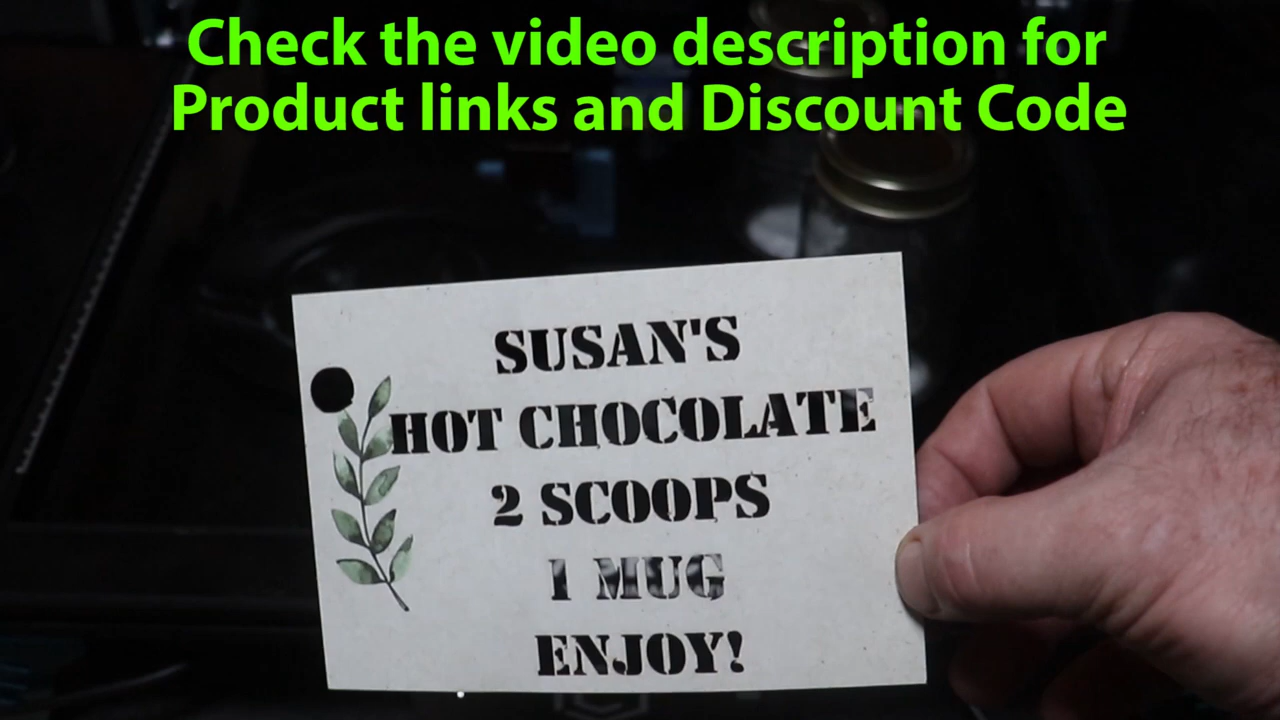 Check the video description for
Product links and Discount Code
SUSAN'S
HOT CHOCOLATE
2 SCOOPS
1 MUG
ENJOY!